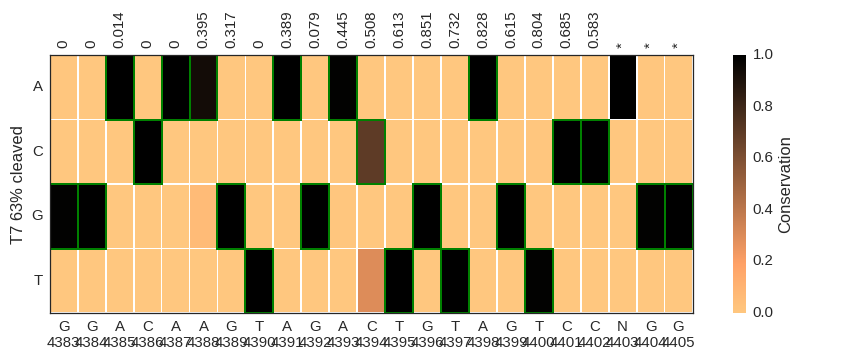 0 0 0.014 0 0 0.395 0.317 0 0.389 0.079 0.445 0.508 0.613 0.851 0.732 0.828 0.615 0.804 0.685 0.583 * * *
T7 63% cleaved
A
C
G
T
G G A C A A G T A G A C T G T A G T C C N G G
4383 4384 4385 4386 4387 4388 4389 4390 4391 4392 4393 4394 4395 4396 4397 4398 4399 4400 4401 4402 4403 4404 4405
1.0
0.8
0.6
0.4
0.2
0.0
Conservation